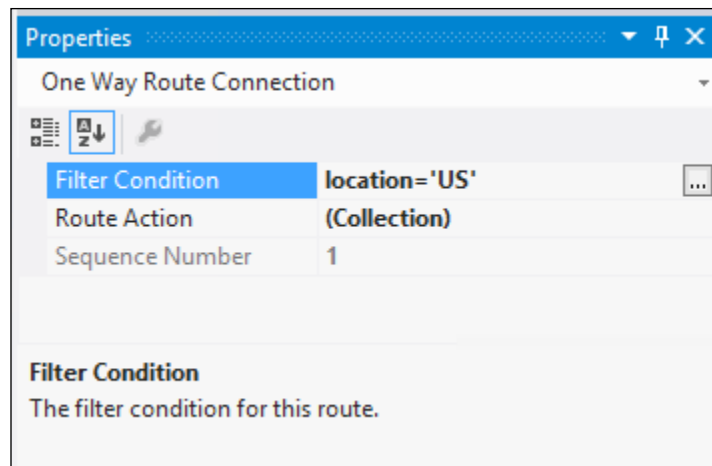 Properties
One Way Route Connection
Filter Condition location='US' ...
Route Action (Collection)
Sequence Number 1
Filter Condition
The filter condition for this route.